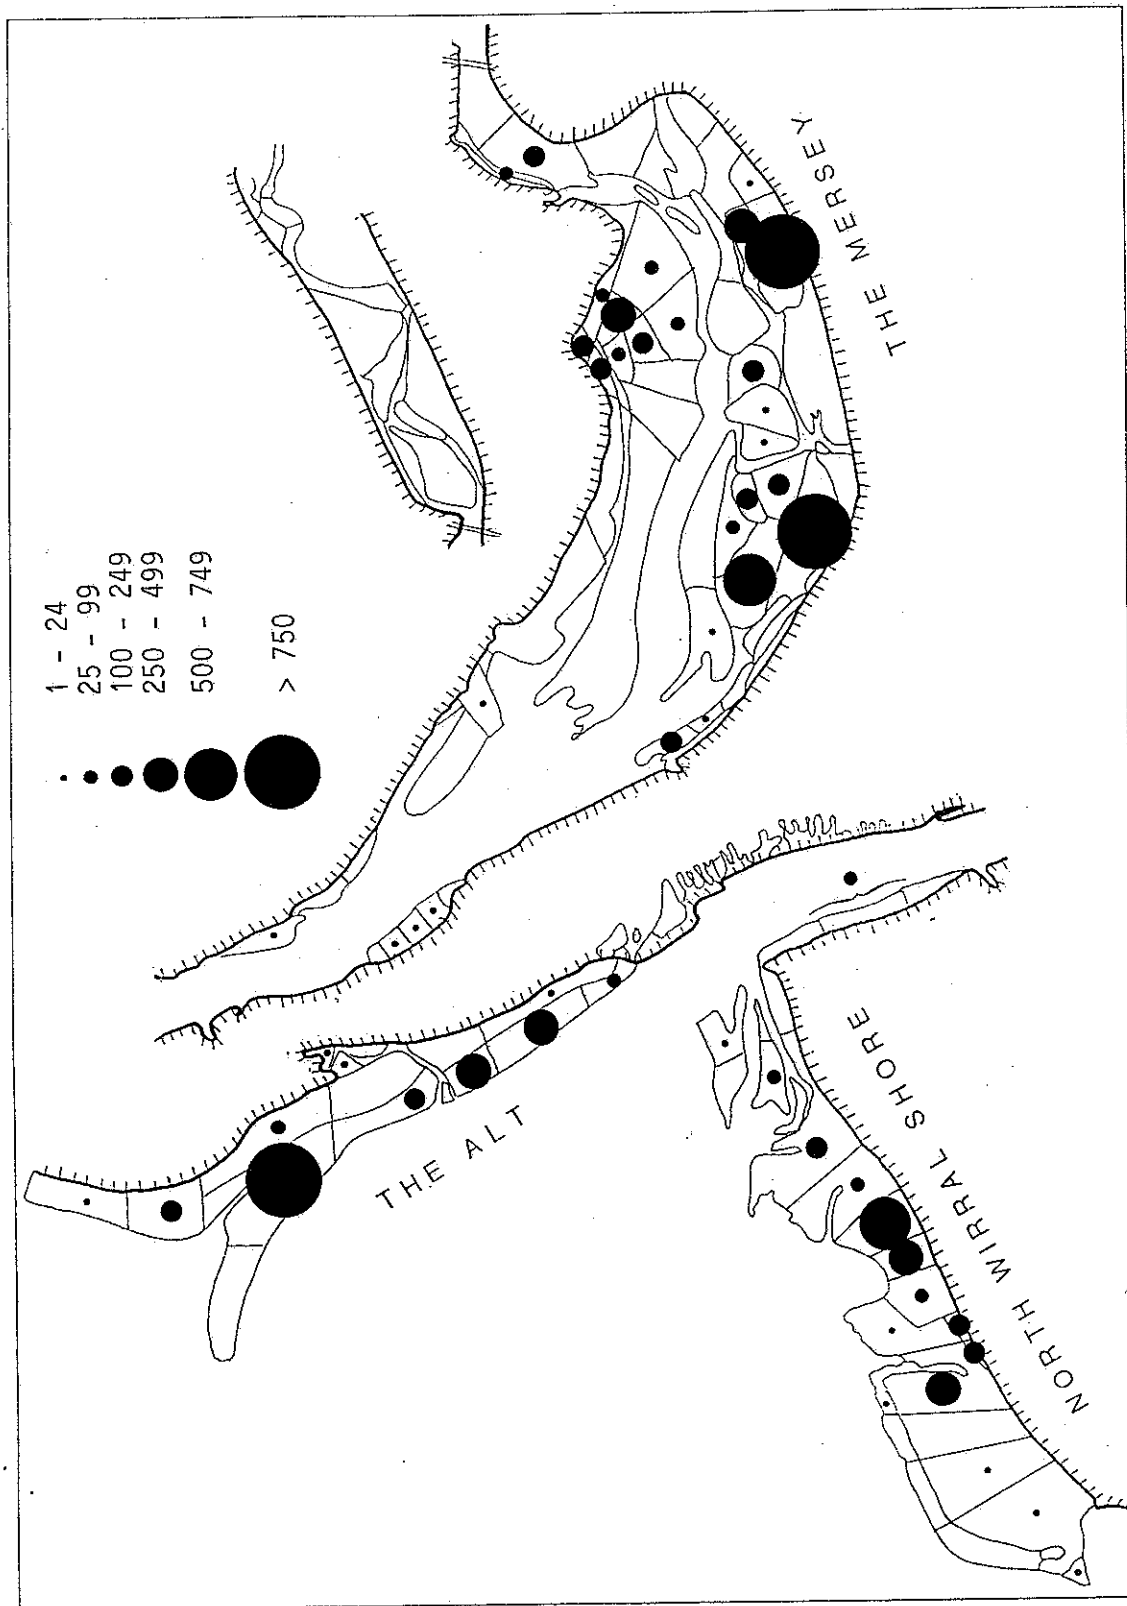 1 - 24
25 - 99
100 - 249
250 - 499
500 - 749
> 750
THE MERSEY
THE ALT
NORTH WIRRAL SHORE